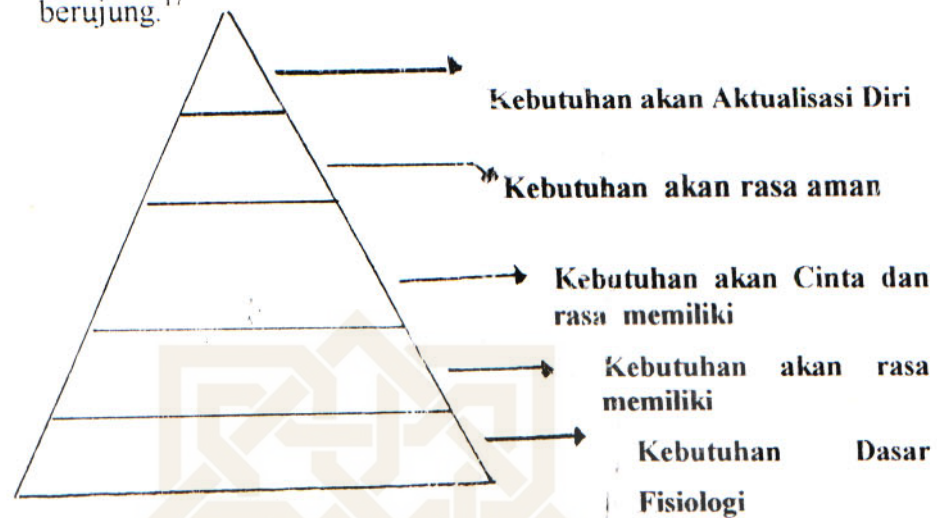 berujung.17
Kebutuhan akan Aktualisasi Diri
Kebutuhan akan rasa aman
Kebutuhan akan Cinta dan
rasa memiliki
Kebutuhan akan rasa
memiliki
Kebutuhan Dasar
Fisiologi